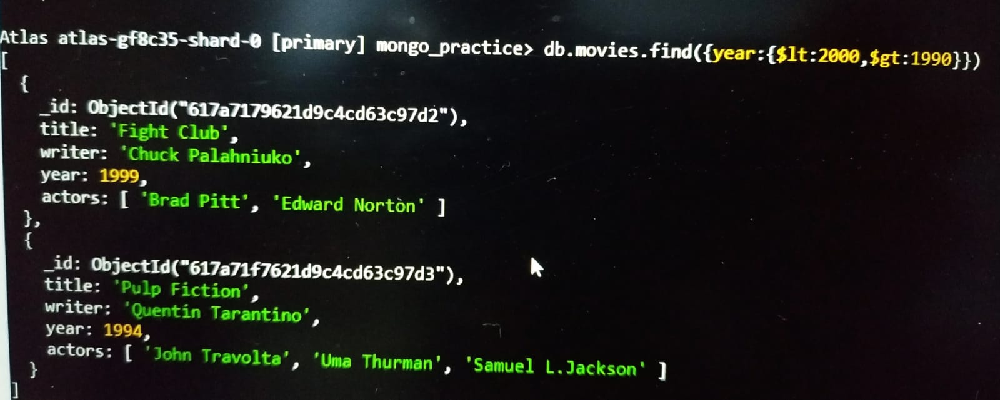 Atlas atlas-gf8c35-shard-0 [primary] mongo_practice> db.movies.find({year:{$lt:2000,$gt:1990}})
[
  {
    _id: ObjectId("617a7179621d9c4cd63c97d2"),
    title: 'Fight Club',
    writer: 'Chuck Palahniuko',
    year: 1999,
    actors: [ 'Brad Pitt', 'Edward Norton' ]
  },
  {
    _id: ObjectId("617a71f7621d9c4cd63c97d3"),
    title: 'Pulp Fiction',
    writer: 'Quentin Tarantino',
    year: 1994,
    actors: [ 'John Travolta', 'Uma Thurman', 'Samuel L.Jackson' ]
  }
]